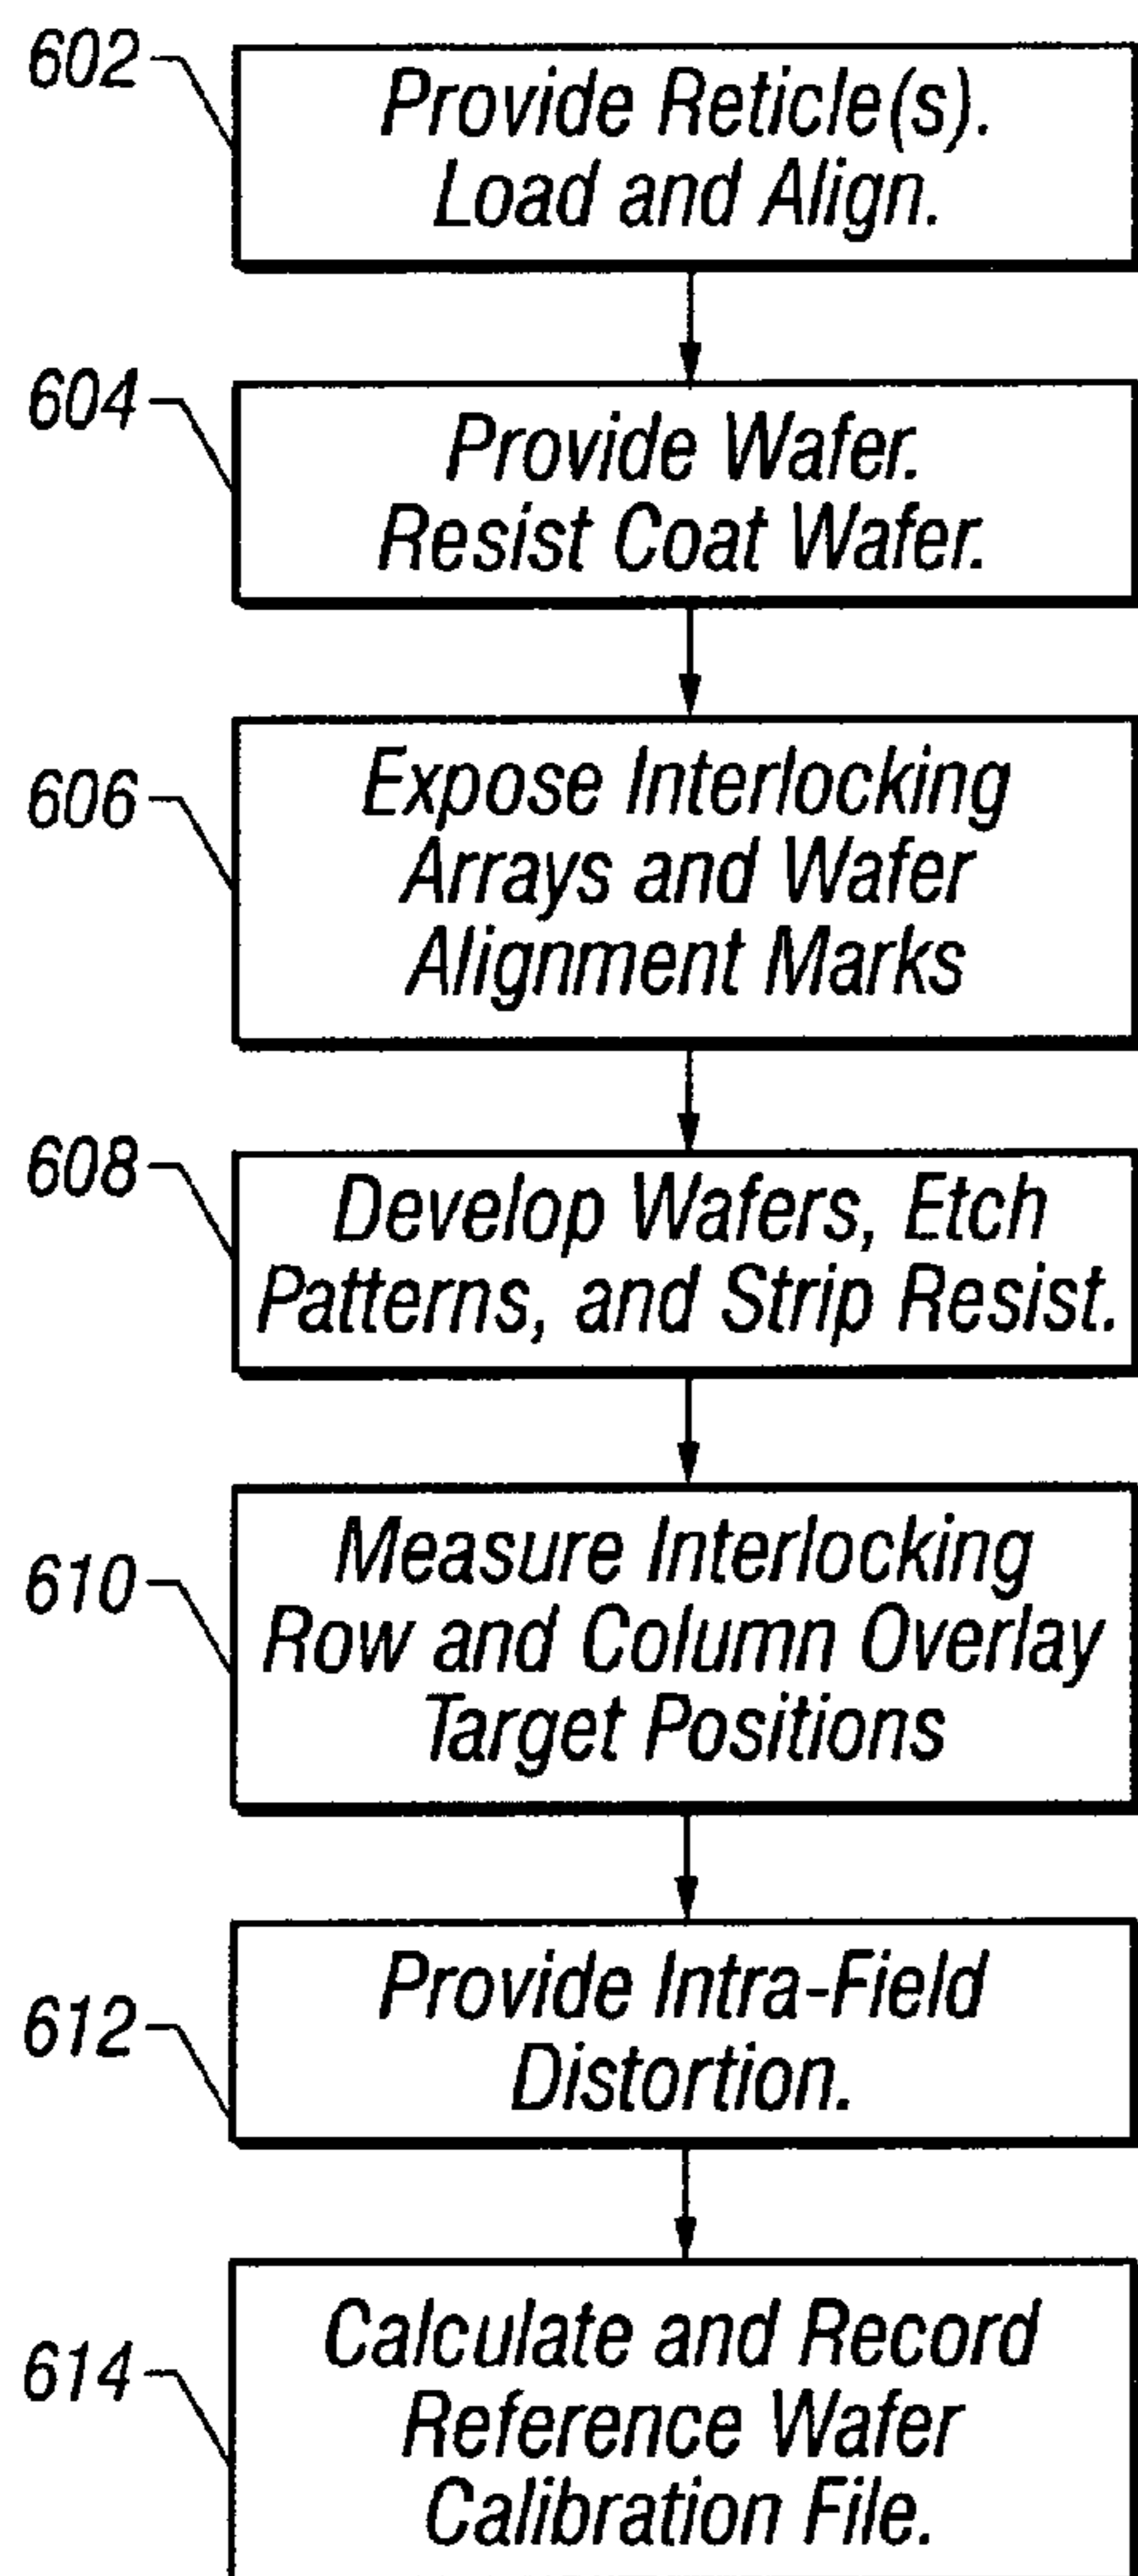 602
Provide Reticle(s).
Load and Align.
604
Provide Wafer.
Resist Coat Wafer.
606
Expose Interlocking
Arrays and Wafer
Alignment Marks
608
Develop Wafers, Etch
Patterns, and Strip Resist.
610
Measure Interlocking
Row and Column Overlay
Target Positions
612
Provide Intra-Field
Distortion.
614
Calculate and Record
Reference Wafer
Calibration File.